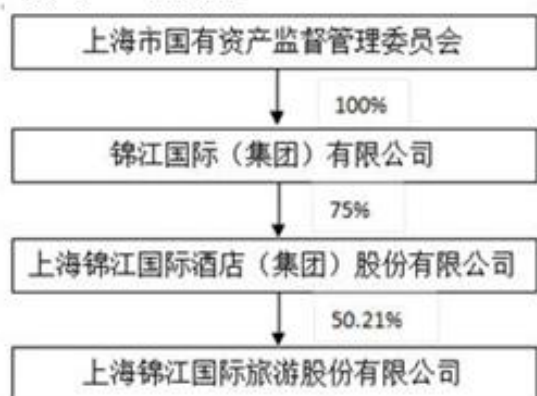 上海市国有资产监督管理委员会
100%
锦江国际（集团）有限公司
75%
上海锦江国际酒店（集团）股份有限公司
50.21%
上海锦江国际旅游股份有限公司